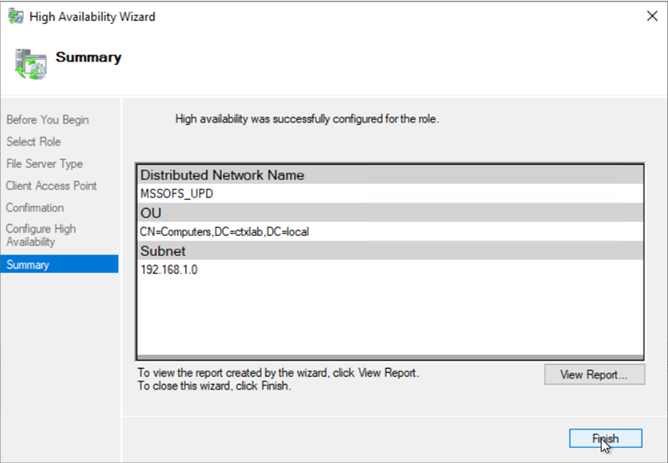 High Availability Wizard
Summary
Before You Begin
Select Role
File Server Type
Client Access Point
Confirmation
Configure High
Availability
Summary
High availability was successfully configured for the role.
Distributed Network Name
MSSOFS_UPD
OU
CN=Computers,DC=ctxlab,DC=local
Subnet
192.168.1.0
To view the report created by the wizard, click View Report.
To close this wizard, click Finish.
View Report...
Finish